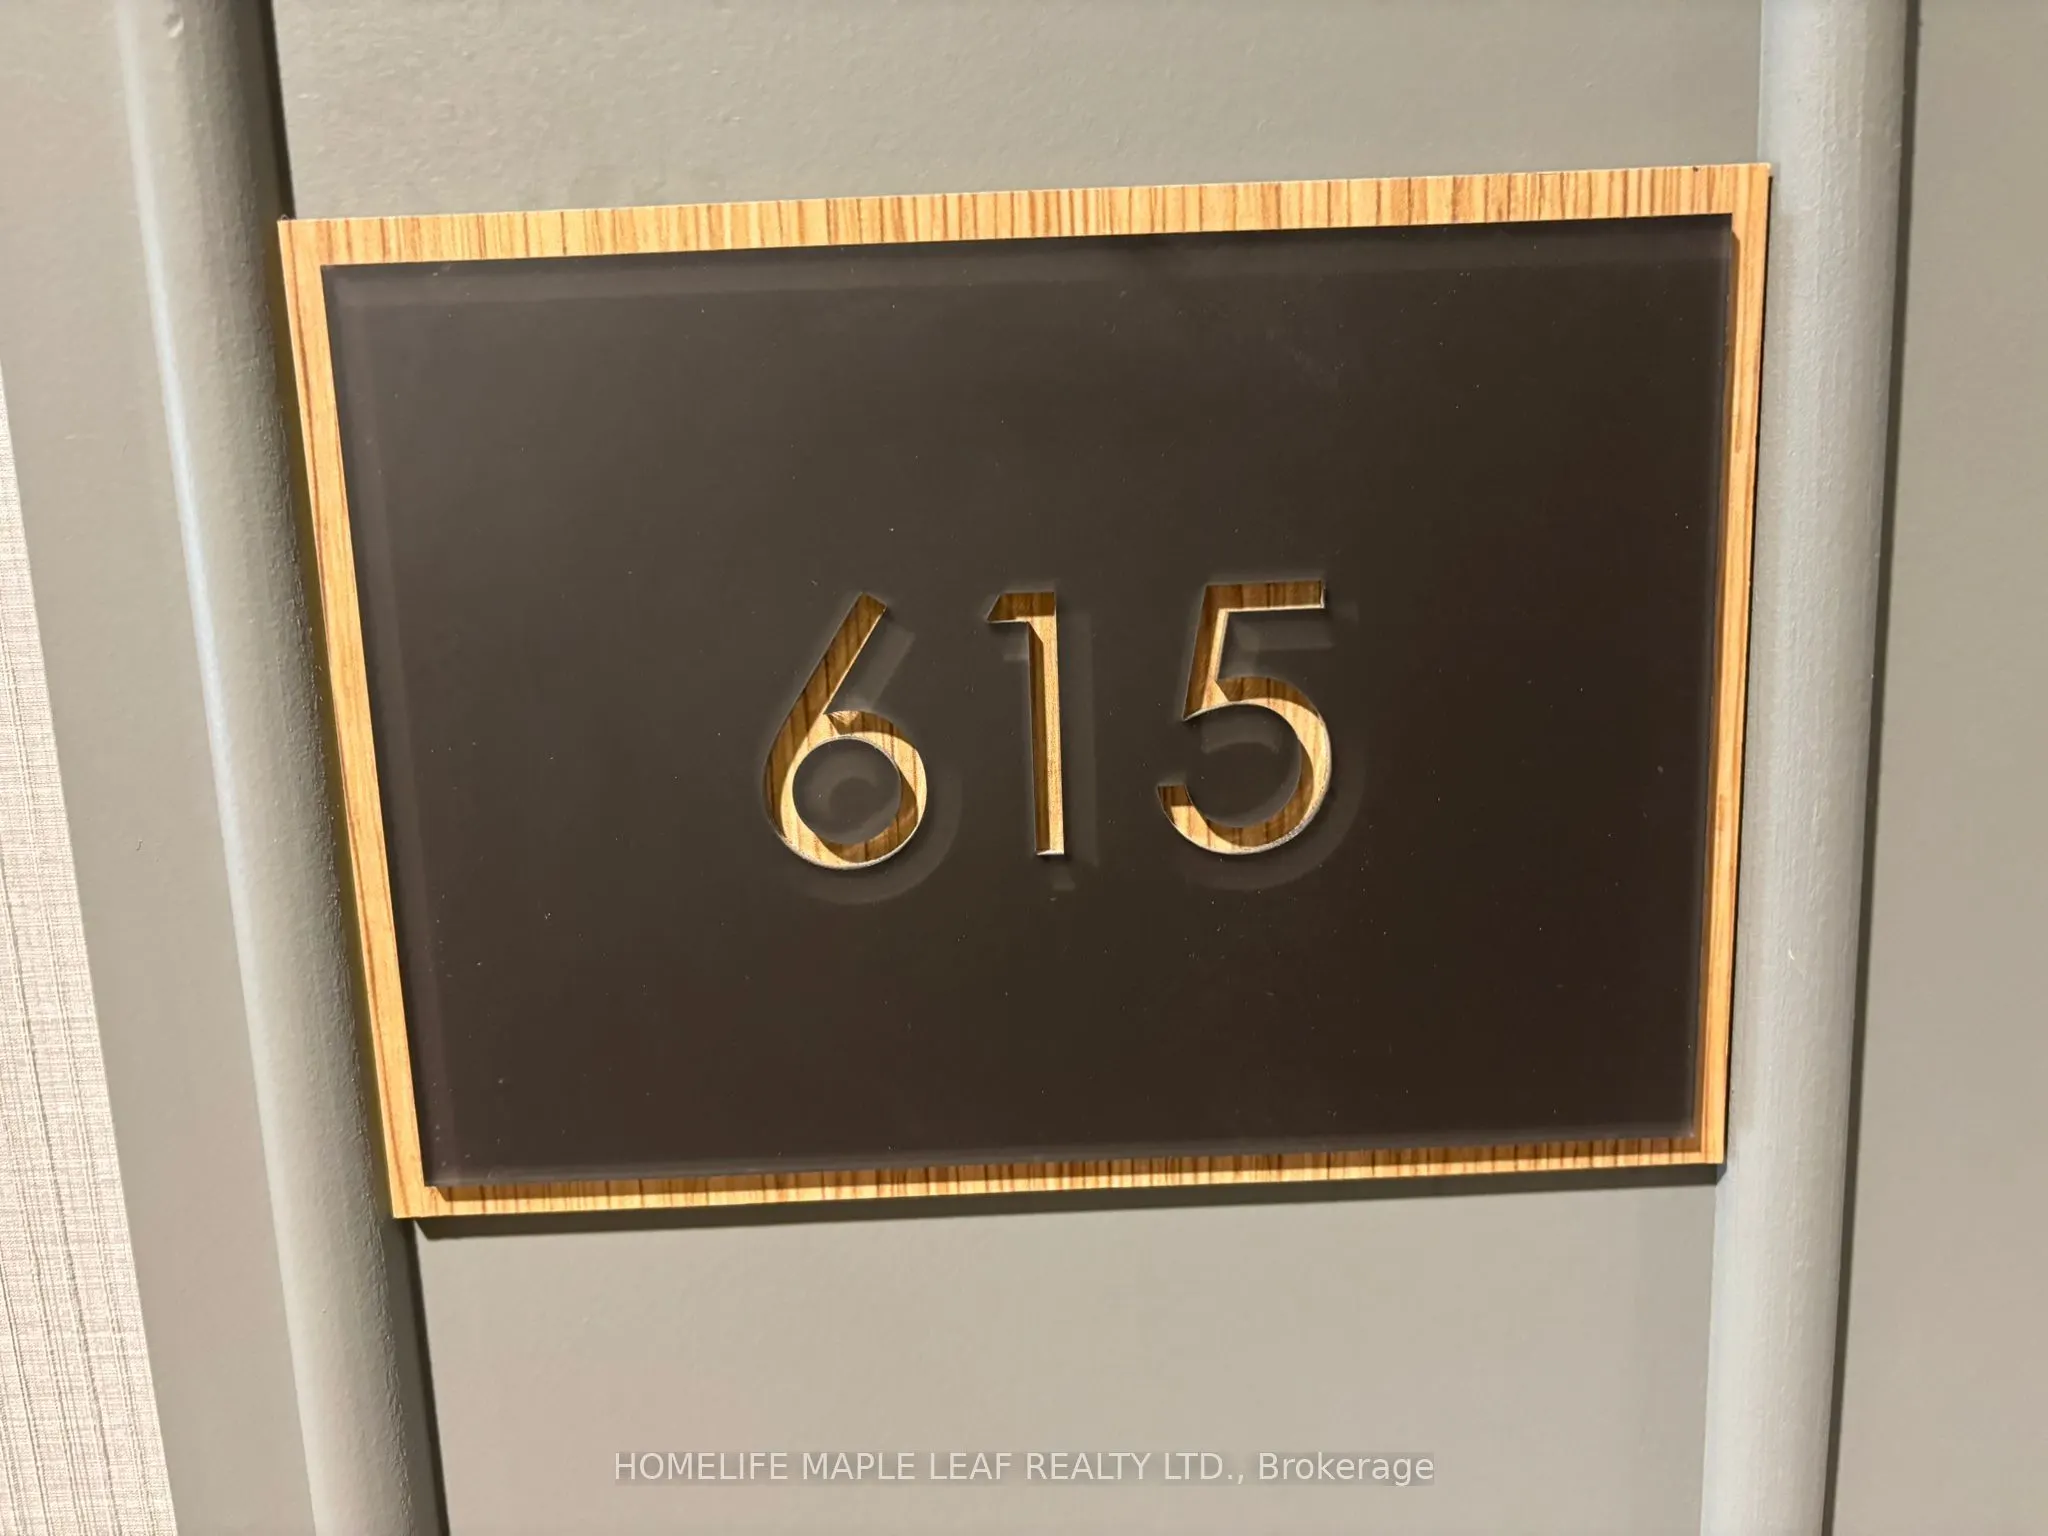 615
HOMELIFE MAPLE LEAF REALTY LTD., Brokerage